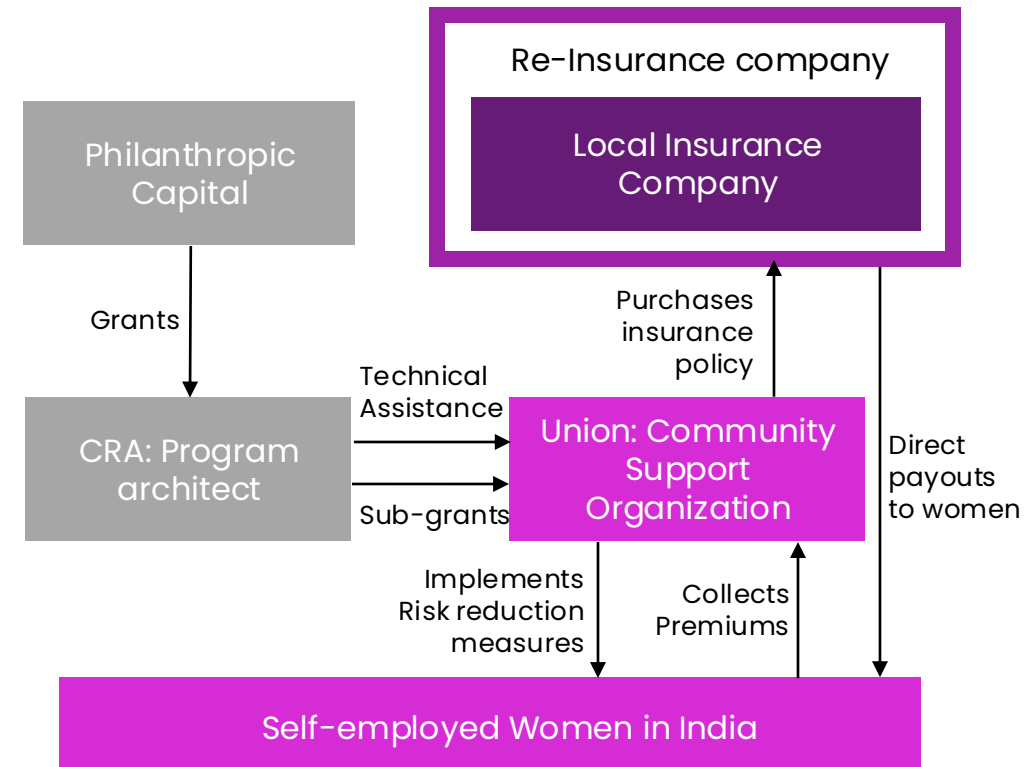 Re-Insurance company
Local Insurance
Company
Philanthropic
Capital
Grants
Purchases
insurance
policy
Technical
Assistance
CRA: Program
architect
Sub-grants
Union: Community
Support
Organization
Direct
payouts
to women
Implements
Risk reduction
measures
Collects
Premiums
Self-employed Women in India